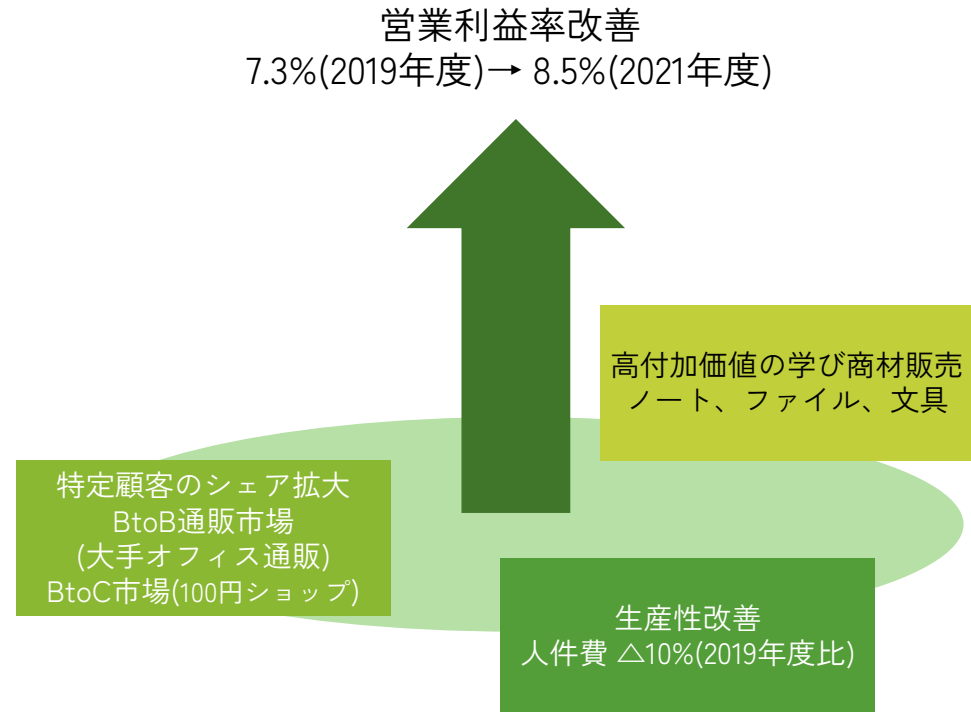 営業利益率改善
7.3%(2019年度)→ 8.5%(2021年度)
高付加価値の学び商材販売
ノート、ファイル、文具
特定顧客のシェア拡大
BtoB通販市場
(大手オフィス通販)
BtoC市場(100円ショップ)
生産性改善
人件費 △10%(2019年度比)